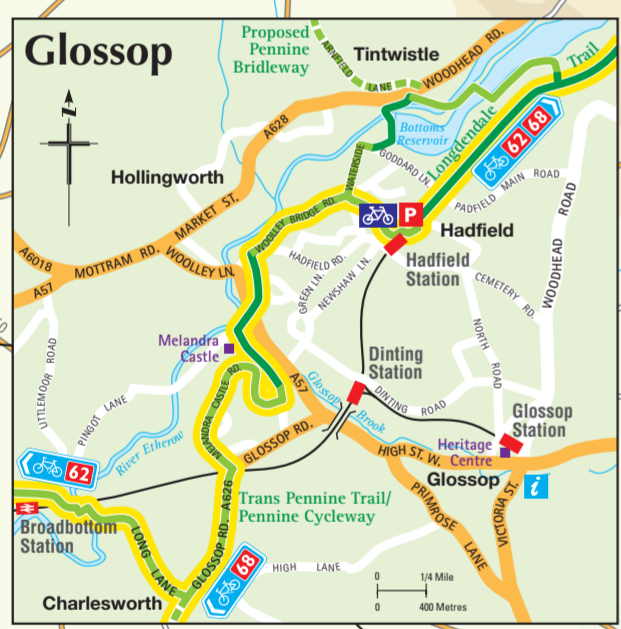 Glossop
Proposed
Pennine
Bridleway
ARNFIELD
LANE
Tintwistle
WOODHEAD RD.
Trail
A628
Bottoms
Reservoir
Longdendale
62 68
WATERSIDE
GODDARD LN.
Hollingworth
MARKET ST.
PADFIELD MAIN ROAD
WOODHEAD ROAD
WOOLLEY BRIDGE RD.
P
Hadfield
A6018
MOTTRAM RD.
WOOLLEY LN.
A57
HADFIELD RD.
Hadfield
Station
GREEN LN.
NEWSHAW LN.
CEMETERY RD.
NORTH ROAD
LITTLEMOOR ROAD
Melandra
Castle
Dinting
Station
A57
Glossop
Brook
DINTING ROAD
PINGOT LANE
MELANDRA CASTLE RD.
Glossop
Station
River Etherow
GLOSSOP RD.
HIGH ST. W.
Heritage
Centre
62
Glossop
i
Trans Pennine Trail/
Pennine Cycleway
PRIMROSE LANE
VICTORIA ST.
Broadbottom
Station
LONG LANE
GLOSSOP RD. A626
68
HIGH LANE
0 1/4 Mile
0 400 Metres
Charlesworth